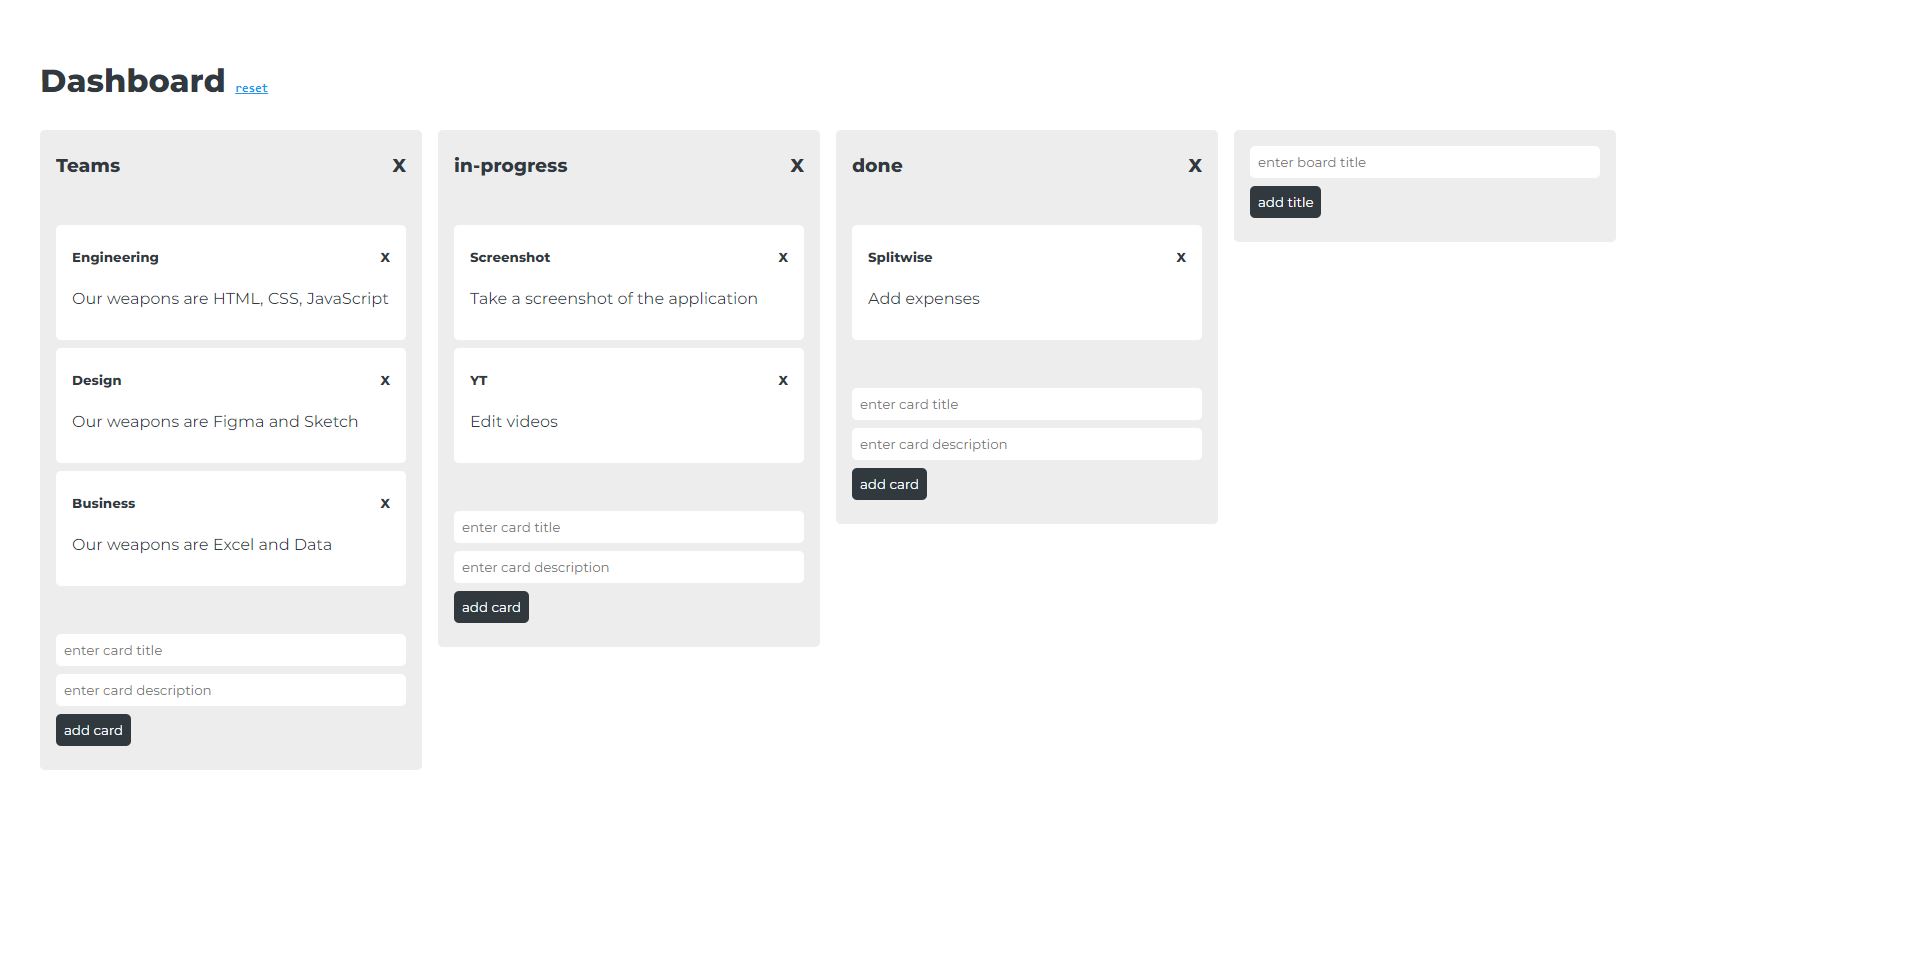 Dashboard reset
Teams X
Engineering X
Our weapons are HTML, CSS, JavaScript
Design X
Our weapons are Figma and Sketch
Business X
Our weapons are Excel and Data
enter card title
enter card description
add card
in-progress X
Screenshot X
Take a screenshot of the application
YT X
Edit videos
enter card title
enter card description
add card
done X
Splitwise X
Add expenses
enter card title
enter card description
add card
enter board title
add title